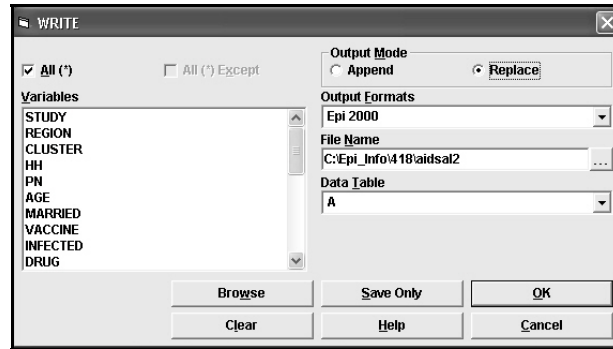 WRITE
All (*)
All (*) Except
Output Mode
Append
Replace
Variables
STUDY
REGION
CLUSTER
HH
PN
AGE
MARRIED
VACCINE
INFECTED
DRUG
Output Formats
Epi 2000
File Name
C:\Epi_Info\418\aidsal2
...
Data Table
A
Browse
Save Only
OK
Clear
Help
Cancel